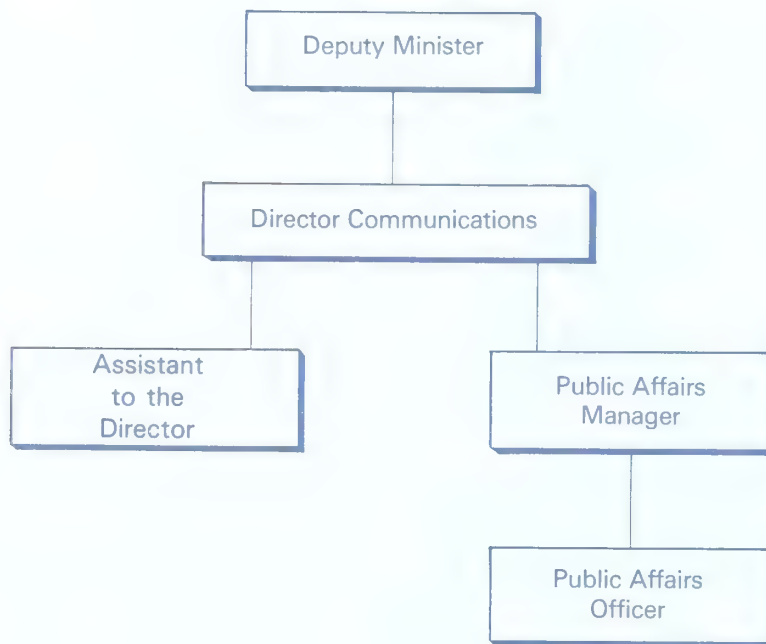 Deputy Minister
Director Communications
Assistant
to the
Director
Public Affairs
Manager
Public Affairs
Officer